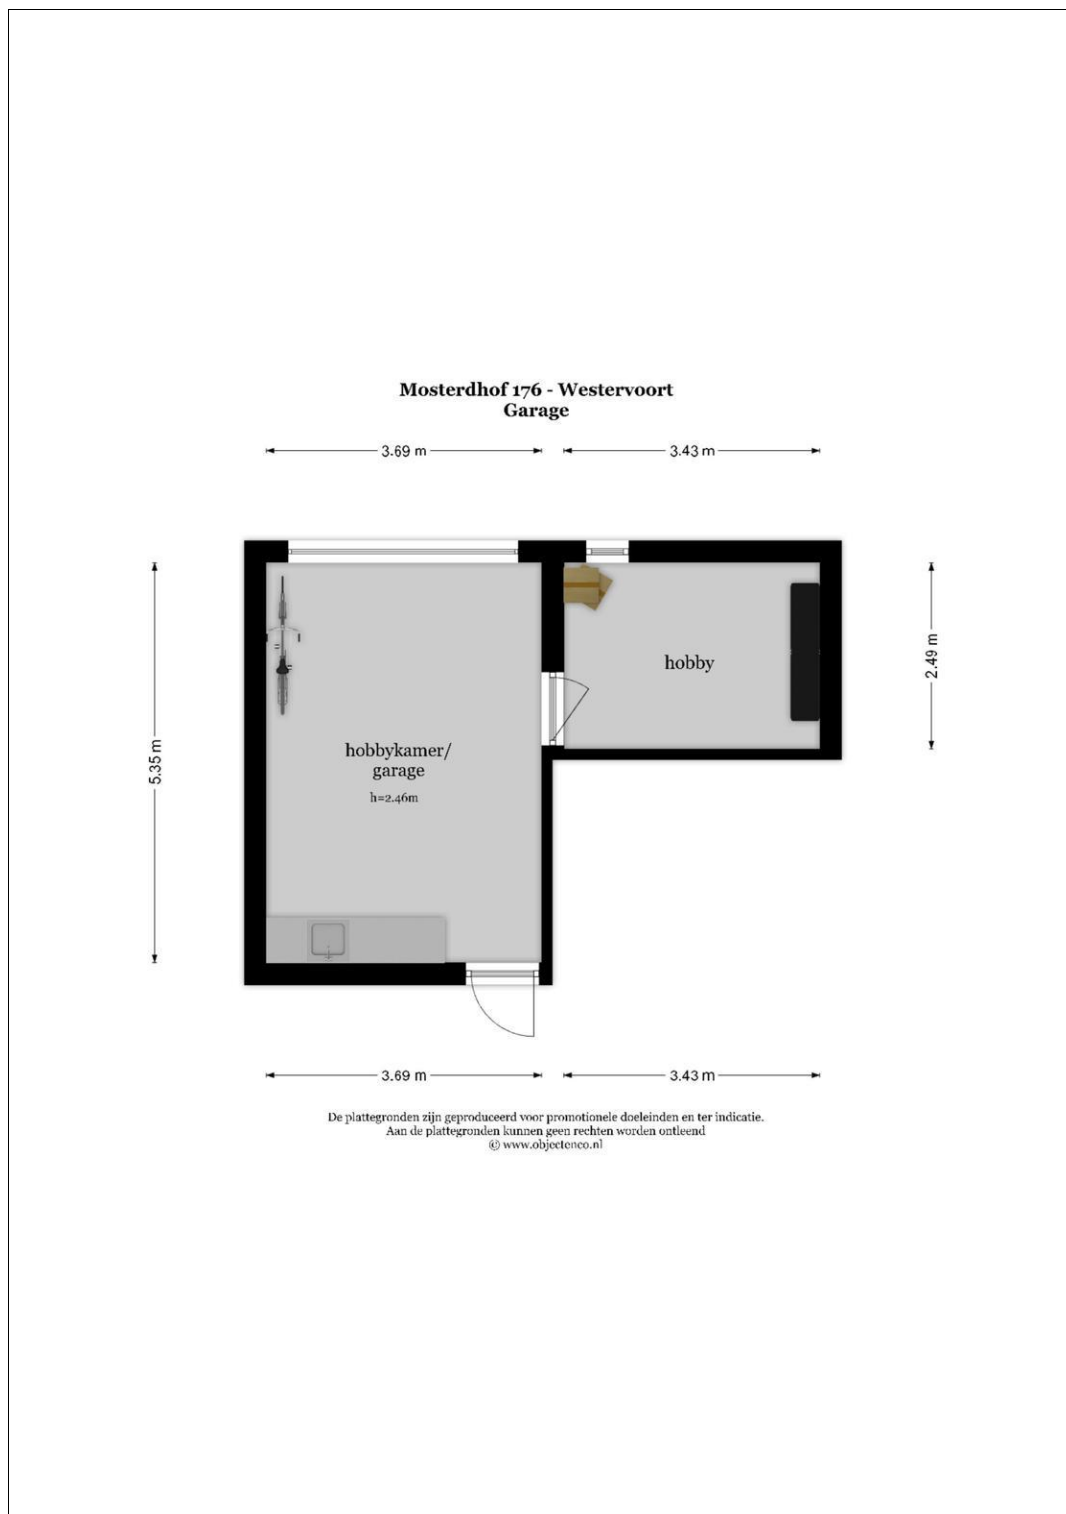 Mosterdhof 176 - Westervoort
Garage
3.69 m
3.43 m
2.49 m
hobby
hobbykamer/
garage
h=2.46m
5.35 m
3.69 m
3.43 m
De plattegronden zijn geproduceerd voor promotionele doeleinden en ter indicatie.
Aan de plattegronden kunnen geen rechten worden ontleend
© www.objectenco.nl